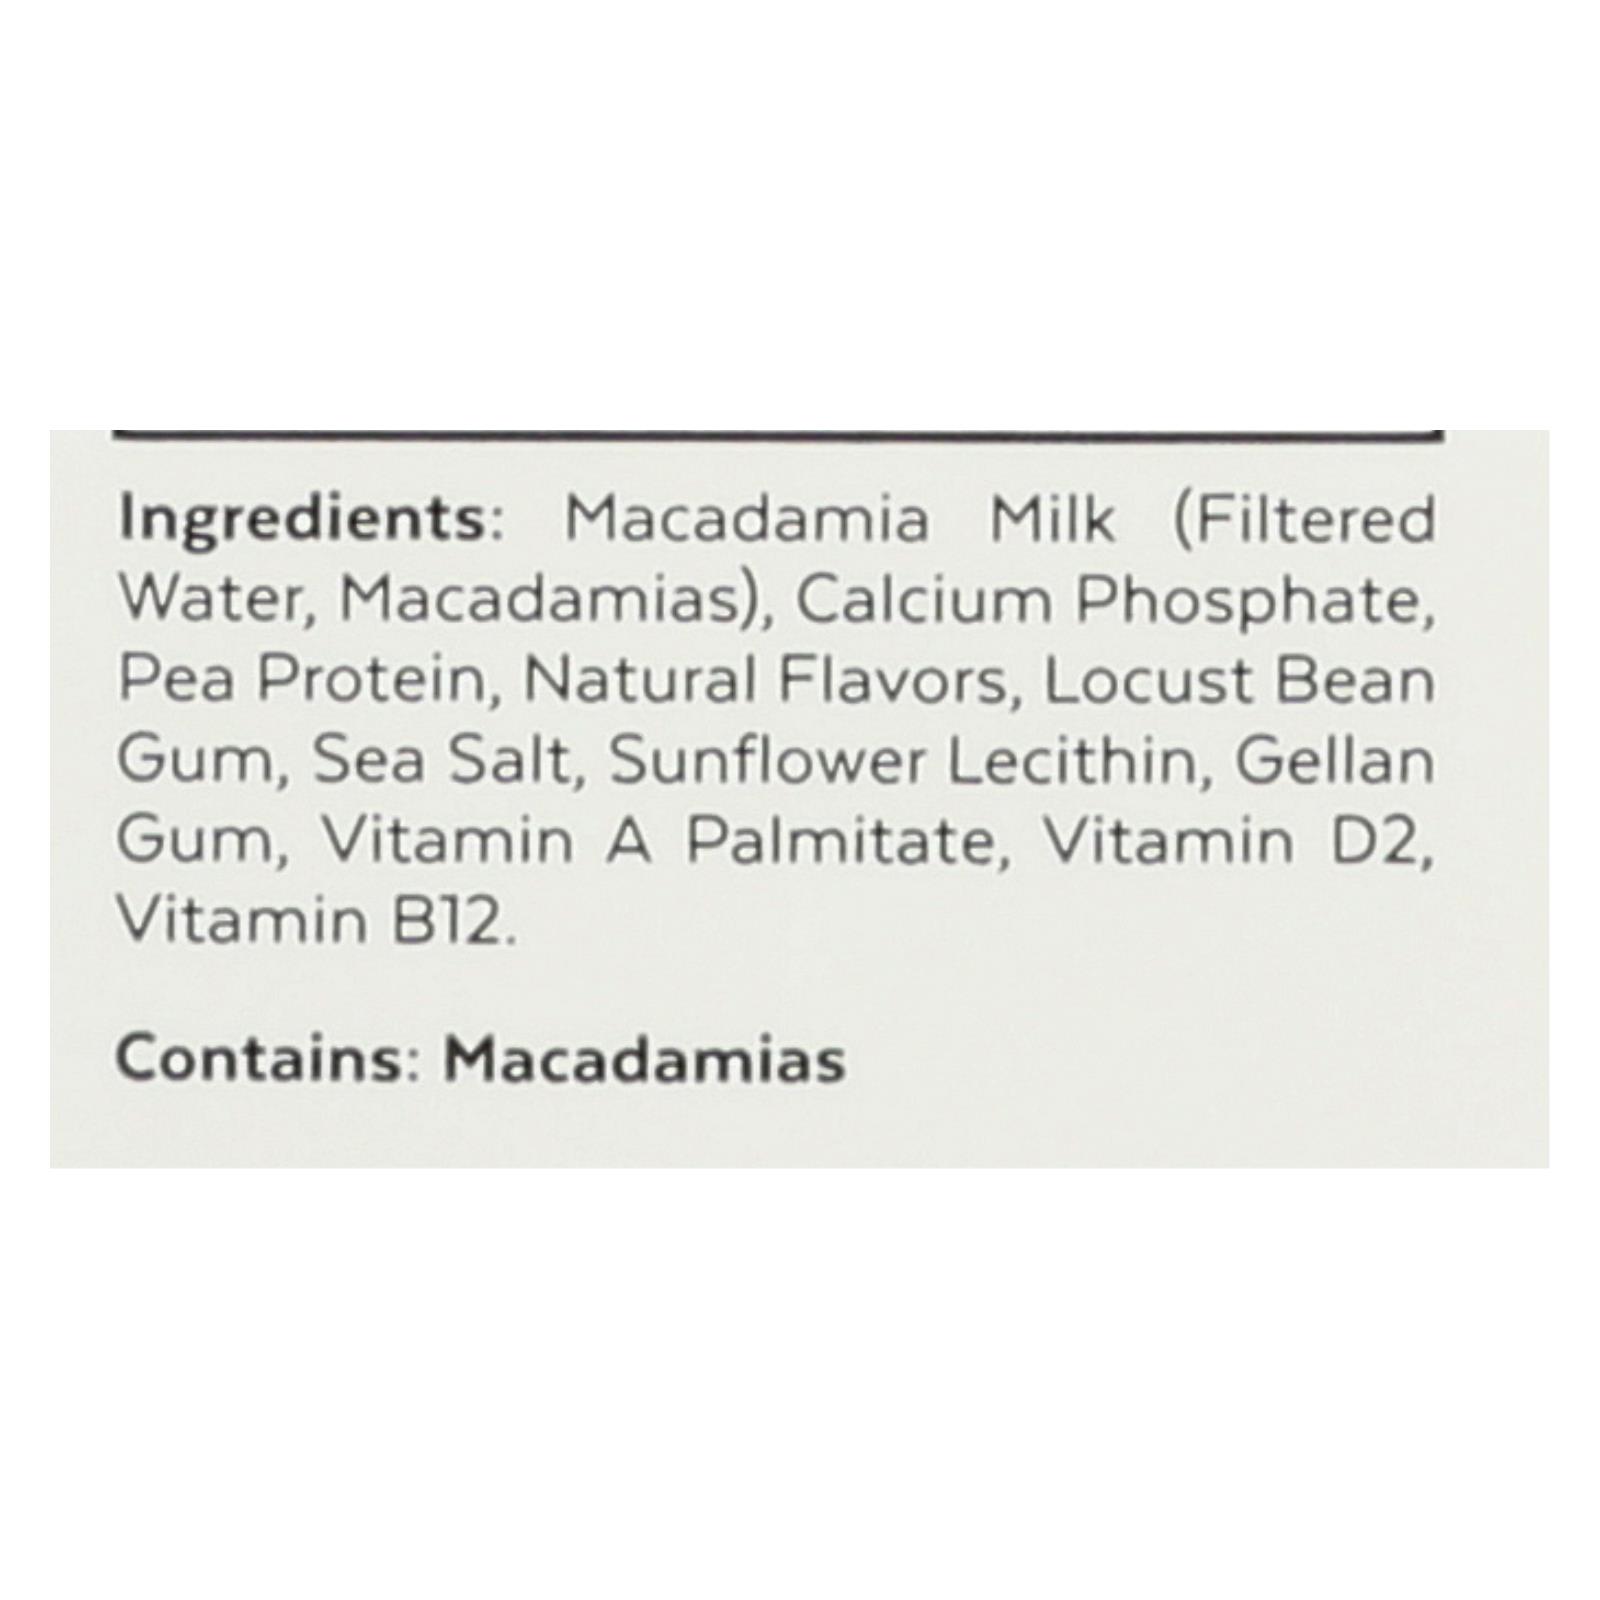 Ingredients: Macadamia Milk (Filtered
Water, Macadamias), Calcium Phosphate,
Pea Protein, Natural Flavors, Locust Bean
Gum, Sea Salt, Sunflower Lecithin, Gellan
Gum, Vitamin A Palmitate, Vitamin D2,
Vitamin B12.
Contains: Macadamias